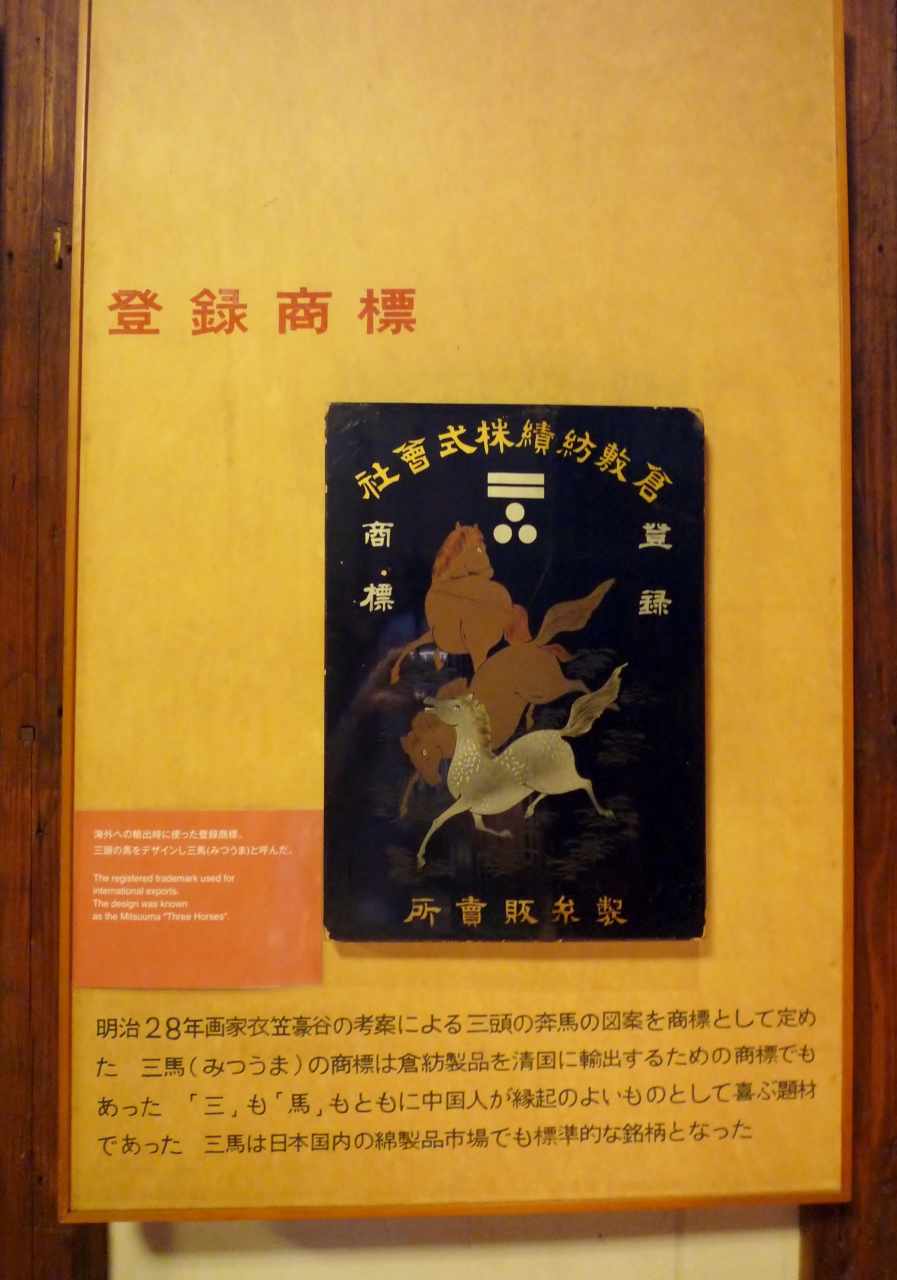 登録商標
倉敷紡績株式會社
登録
商標
製糸販賣所
海外への輸出時に使った登録商標。
三頭の馬をデザインし三馬(みつうま)と呼んだ。
The registered trademark used for
international exports.
The design was known
as the Mitsuuma "Three Horses".
明治28年画家衣笠豪谷の考案による三頭の奔馬の図案を商標として定め
た　三馬(みつうま)の商標は倉紡製品を清国に輸出するための商標でも
あった　「三」も「馬」もともに中国人が縁起のよいものとして喜ぶ題材
であった　三馬は日本国内の綿製品市場でも標準的な銘柄となった